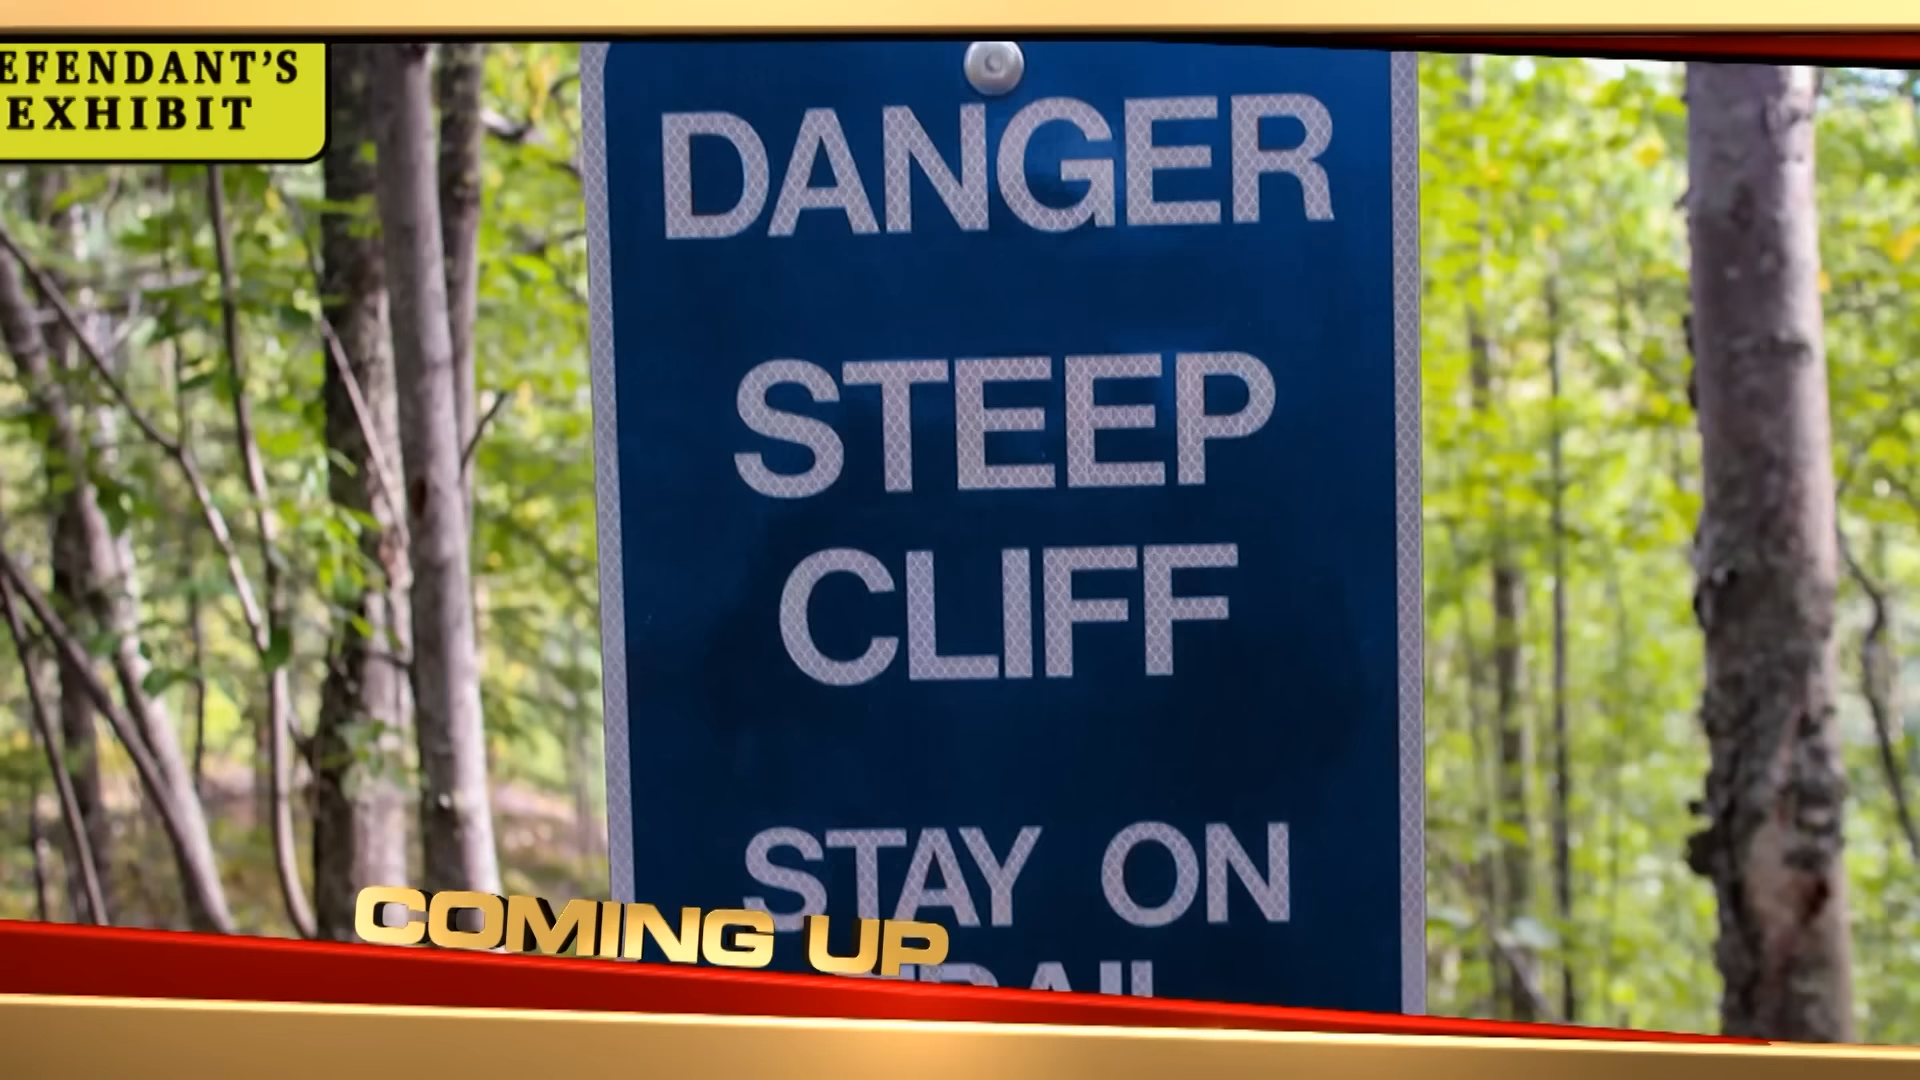 EFENDANT'S
EXHIBIT
DANGER
STEEP
CLIFF
STAY ON
COMING UP